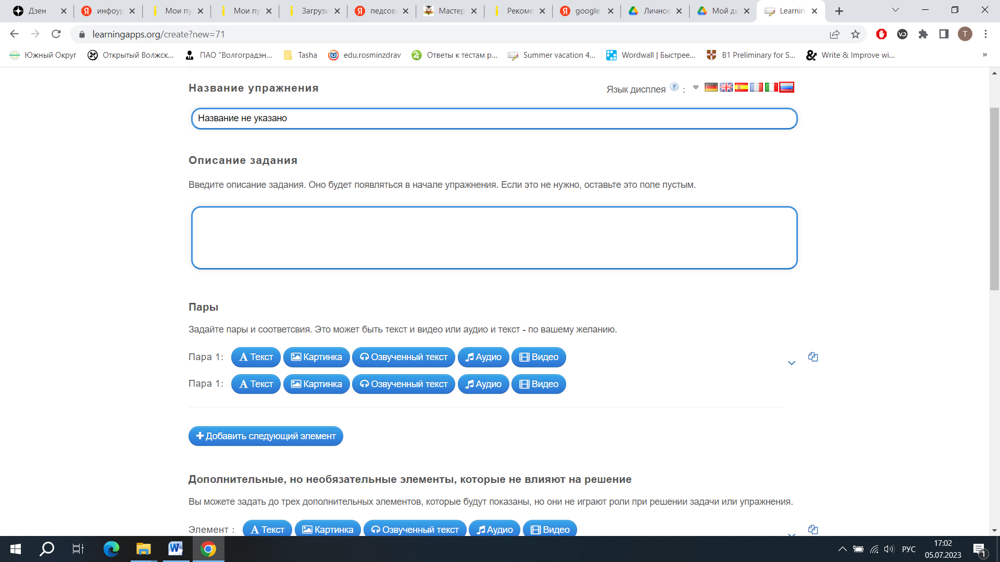 Дзен
инфоур
Мои пу
Мои пу
Загрузи
педсове
Мастер
Рекоме
google
Личное
Мой ди
Learnin
learningapps.org/create?new=71
T
Южный Округ
Открытый Волжск...
ПАО "Волгоградэн...
Tasha
edu.rosminzdrav
Ответы к тестам р...
Summer vacation 4...
Wordwall | Быстрее...
B1 Preliminary for S...
Write & Improve wi...
»
Название упражнения
Язык дисплея ? :
Название не указано
Описание задания
Введите описание задания. Оно будет появляться в начале упражнения. Если это не нужно, оставьте это поле пустым.
Пары
Задайте пары и соответсвия. Это может быть текст и видео или аудио и текст - по вашему желанию.
Пара 1: Текст Картинка Озвученный текст Аудио Видео
Пара 1: Текст Картинка Озвученный текст Аудио Видео
Добавить следующий элемент
Дополнительные, но необязательные элементы, которые не влияют на решение
Вы можете задать до трех дополнительных элементов, которые будут показаны, но они не играют роли при решении задачи или упражнения.
Элемент : Текст Картинка Озвученный текст Аудио Видео
РУС
17:02
05.07.2023
1